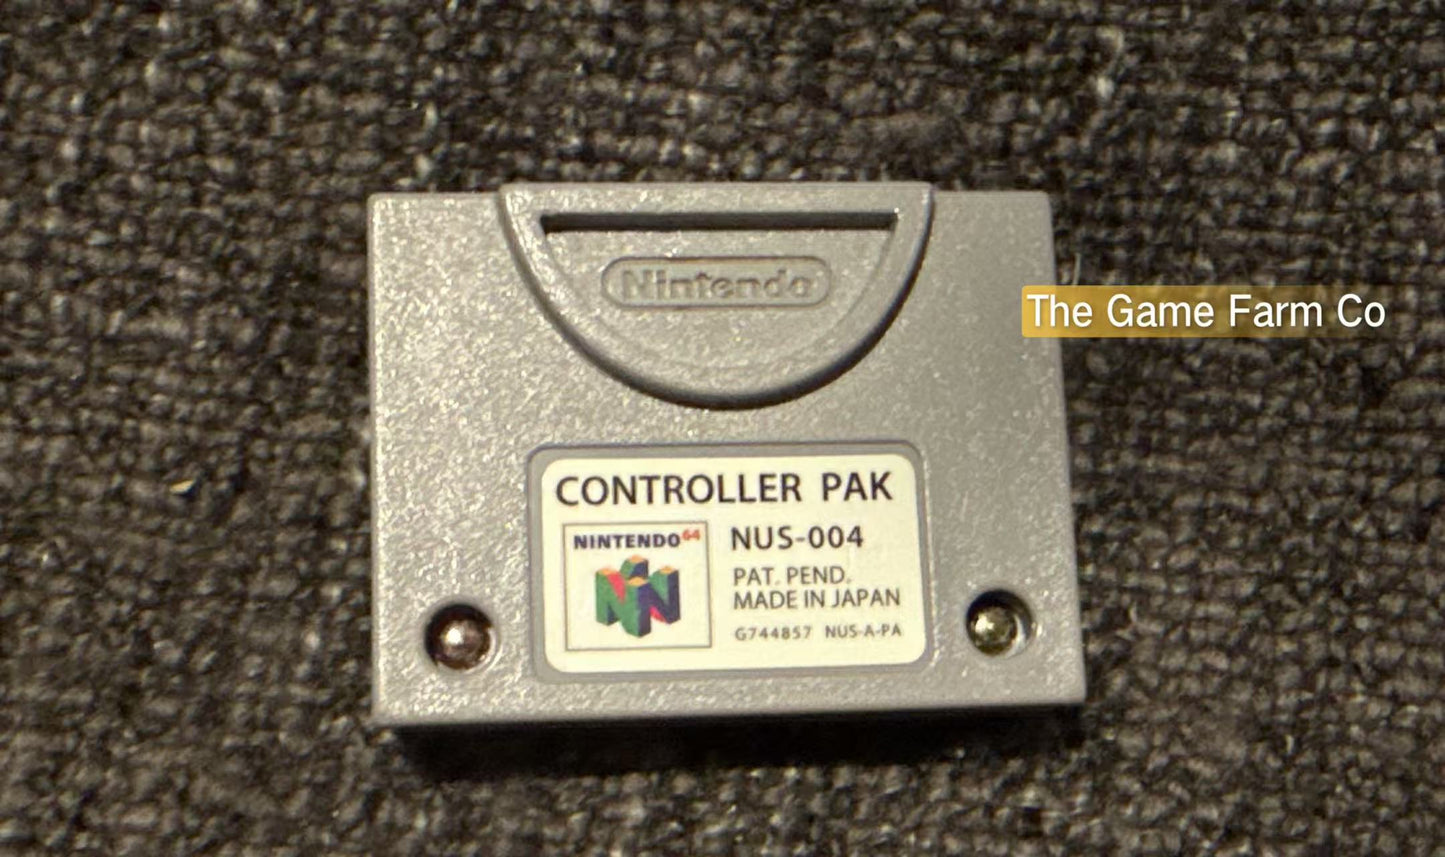 Nintendo
The Game Farm Co
CONTROLLER PAK
NINTENDO64
NUS-004
PAT. PEND.
MADE IN JAPAN
G744857 NUS-A-PA